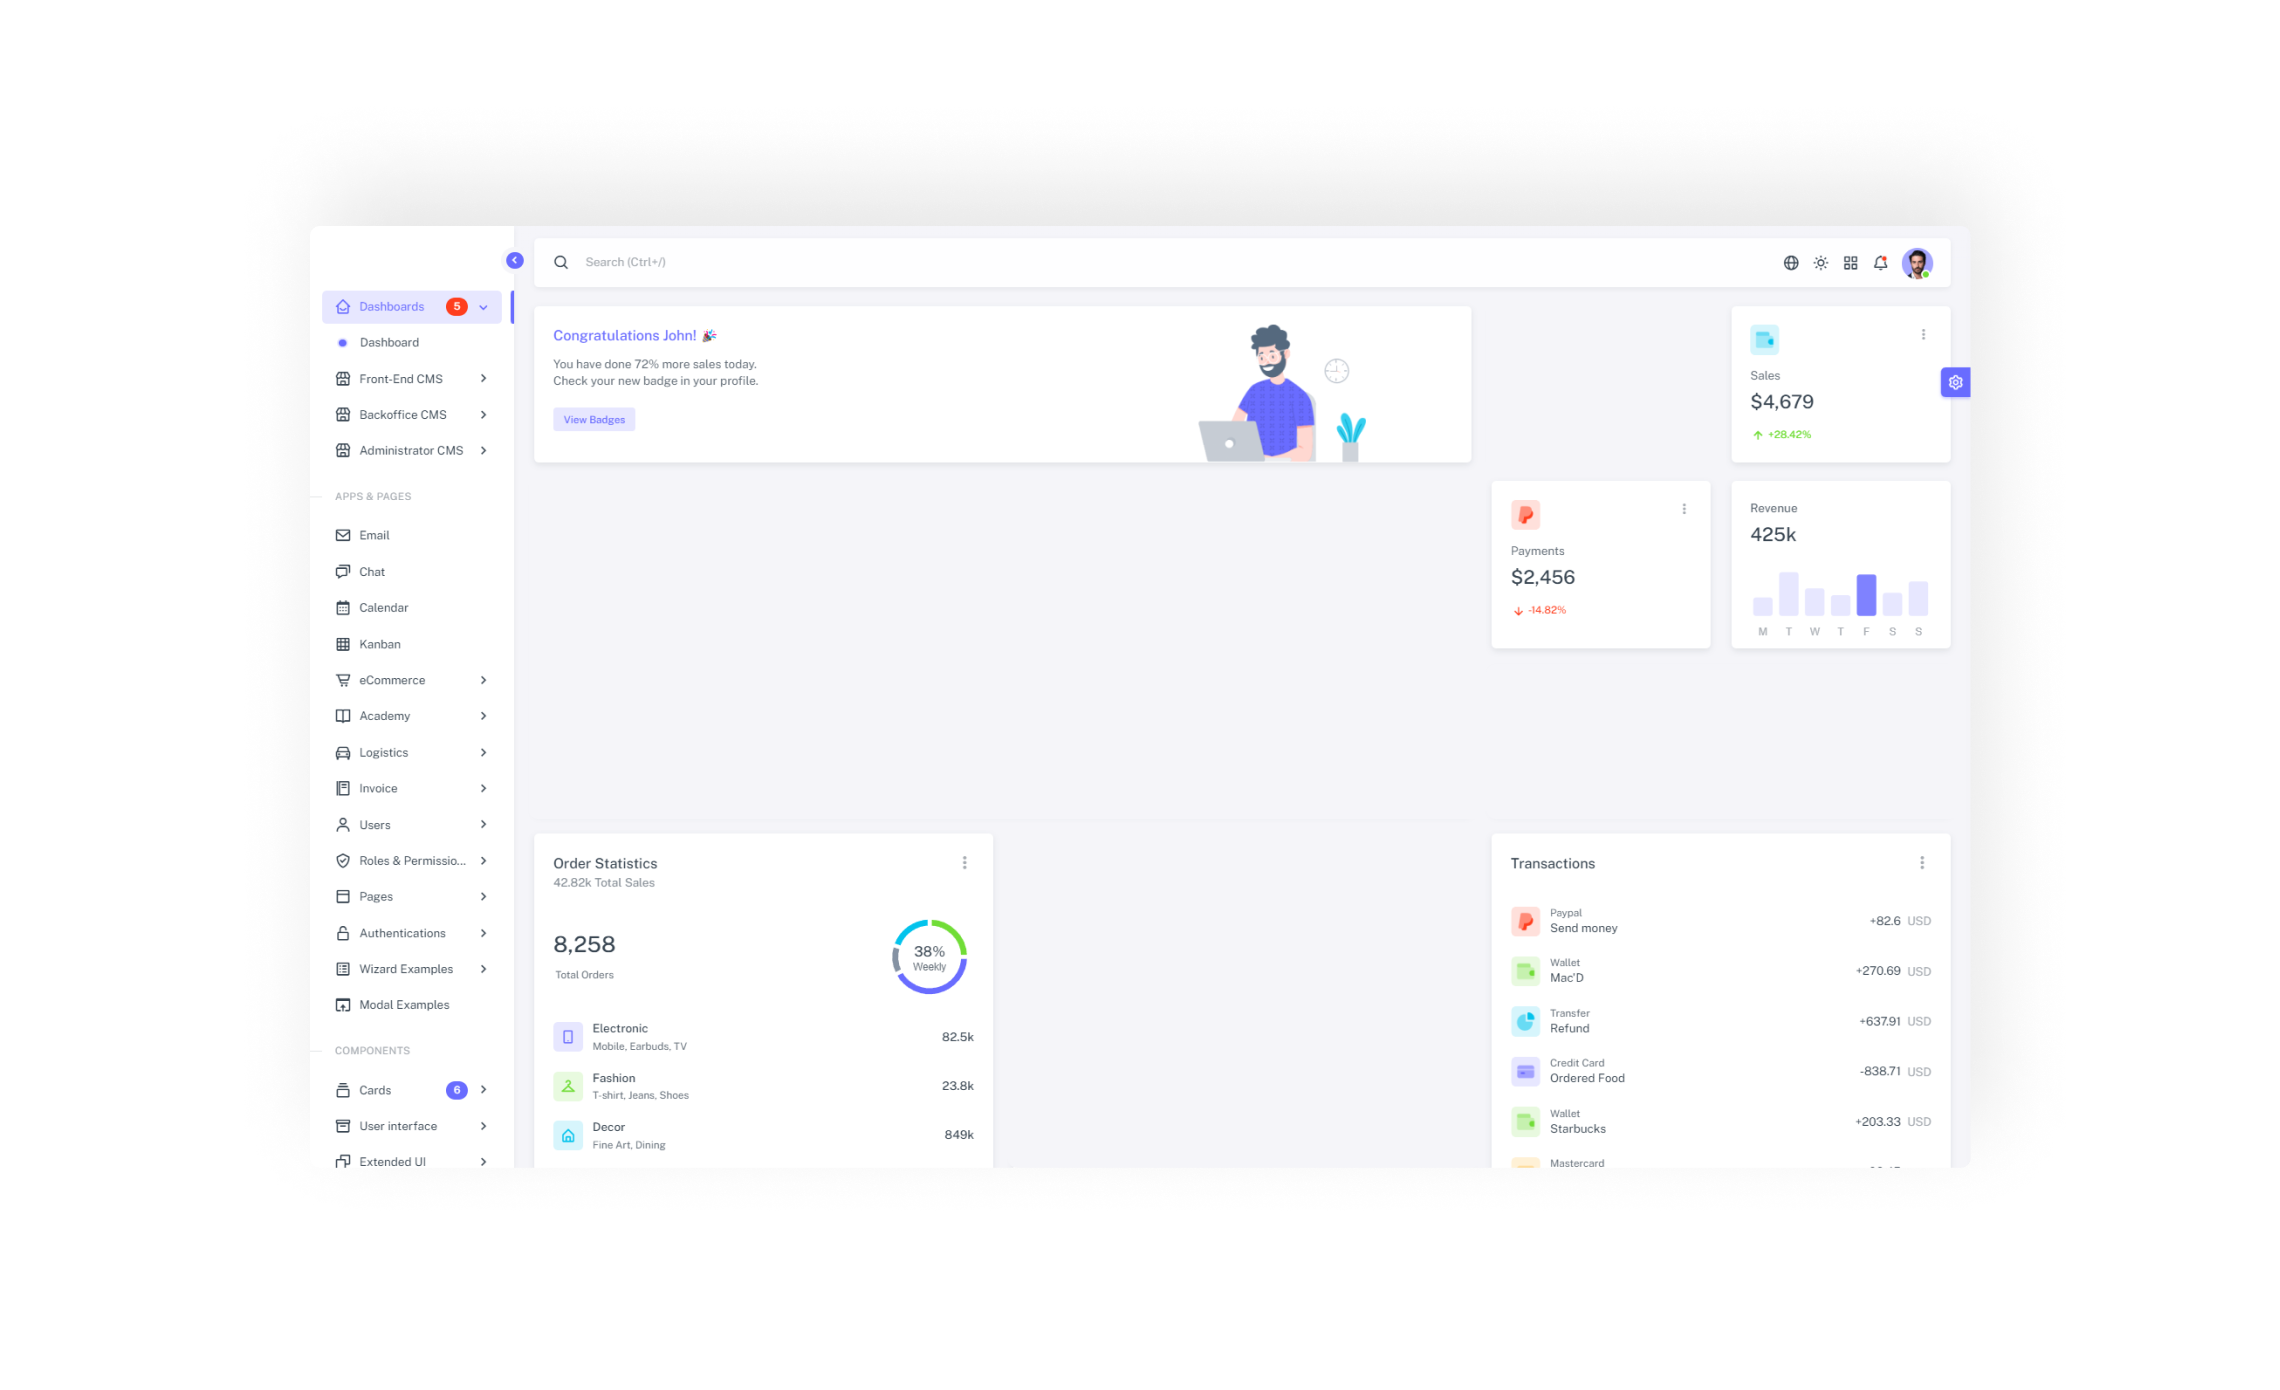 Search (Ctrl+/)
Dashboards 5
Dashboard
Front-End CMS
Backoffice CMS
Administrator CMS
APPS & PAGES
Email
Chat
Calendar
Kanban
eCommerce
Academy
Logistics
Invoice
Users
Roles & Permissio...
Pages
Authentications
Wizard Examples
Modal Examples
COMPONENTS
Cards 6
User interface
Extended UI
Congratulations John! 🎉
You have done 72% more sales today.
Check your new badge in your profile.
View Badges
Sales
$4,679
+28.42%
Payments
$2,456
-14.82%
Revenue
425k
M T W T F S S
Order Statistics
42.82k Total Sales
8,258
Total Orders
38%
Weekly
Electronic
Mobile, Earbuds, TV
82.5k
Fashion
T-shirt, Jeans, Shoes
23.8k
Decor
Fine Art, Dining
849k
Transactions
Paypal
Send money
+82.6 USD
Wallet
Mac'D
+270.69 USD
Transfer
Refund
+637.91 USD
Credit Card
Ordered Food
-838.71 USD
Wallet
Starbucks
+203.33 USD
Mastercard